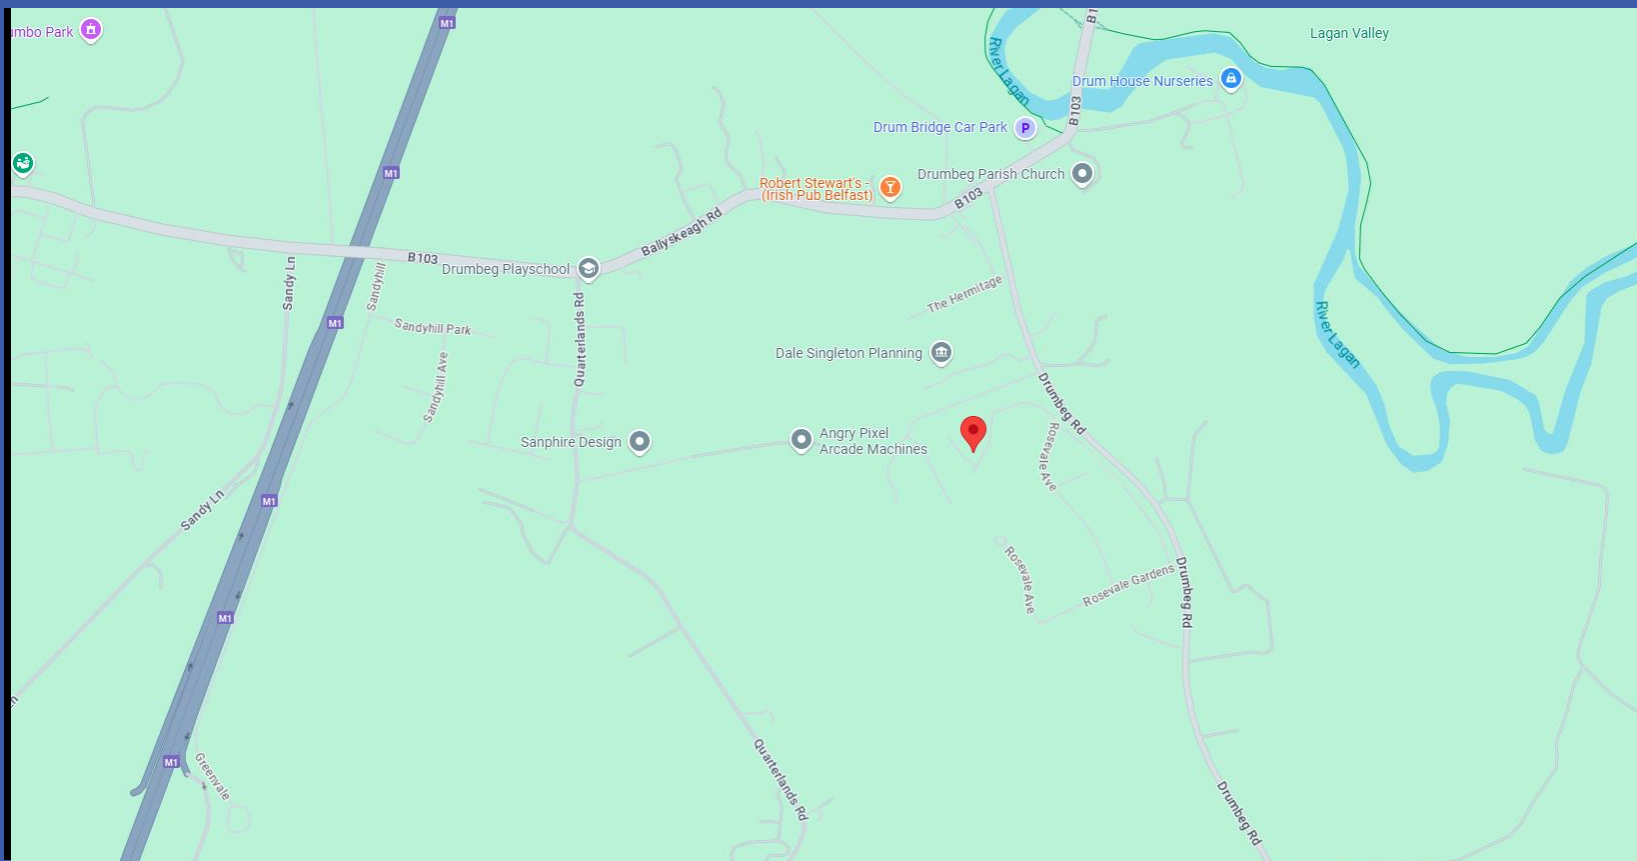 umbo Park
M1
B1
Lagan Valley
River Lagan
Drum House Nurseries
B103
Drum Bridge Car Park
M1
Drumbeg Parish Church
Robert Stewart's -
(Irish Pub Belfast)
B103
Ballyskeagh Rd
B103
Drumbeg Playschool
Sandy Ln
Sandyhill
The Hermitage
Quarterlands Rd
M1
Sandyhill Park
River Lagan
Dale Singleton Planning
Sandyhill Ave
Drumbeg Rd
Sanphire Design
Angry Pixel
Arcade Machines
Rosevale Ave
M1
Sandy Ln
Rosevale Ave
Rosevale Gardens
Drumbeg Rd
M1
M1
Greenvale
Quarterlands Rd
Drumbeg Rd